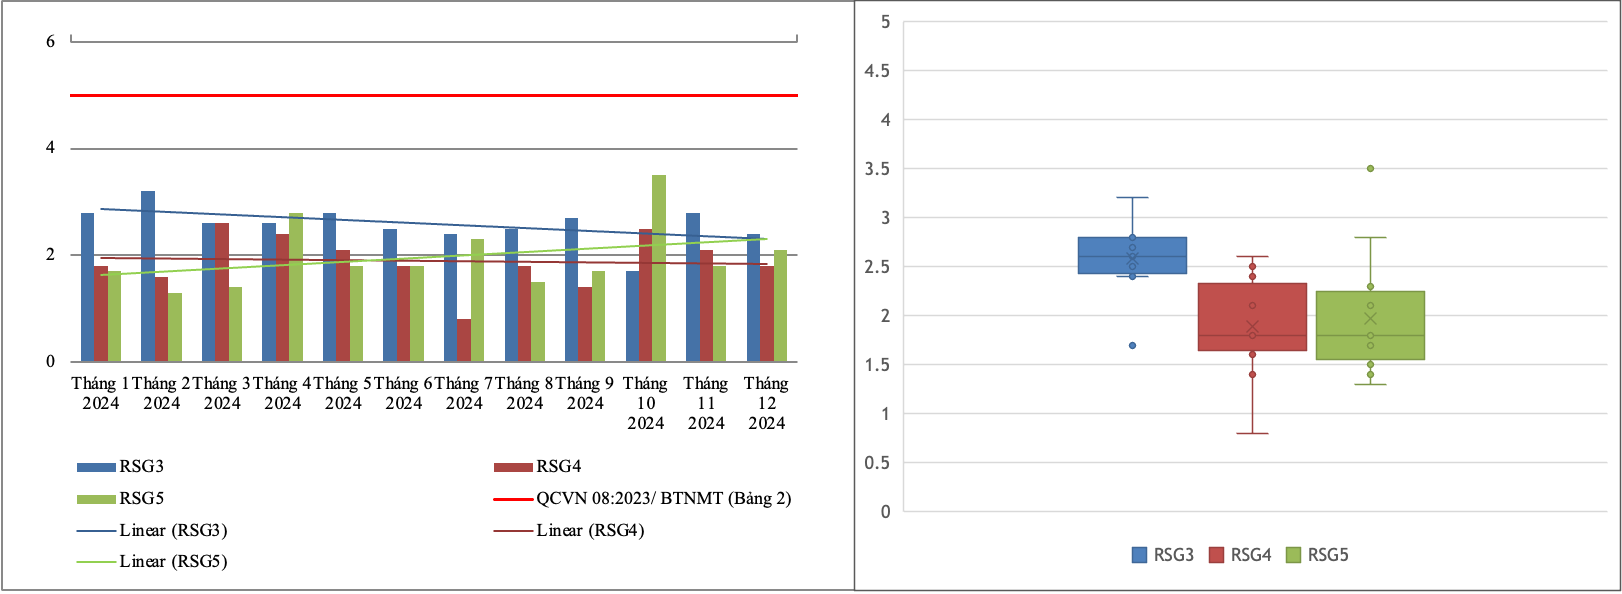 6
4
2
0
Tháng 1 2024
Tháng 2 2024
Tháng 3 2024
Tháng 4 2024
Tháng 5 2024
Tháng 6 2024
Tháng 7 2024
Tháng 8 2024
Tháng 9 2024
Tháng 10 2024
Tháng 11 2024
Tháng 12 2024
RSG3
RSG4
RSG5
QCVN 08:2023/ BTNMT (Bảng 2)
Linear (RSG3)
Linear (RSG4)
Linear (RSG5)
5
4.5
4
3.5
3
2.5
2
1.5
1
0.5
0
RSG3
RSG4
RSG5